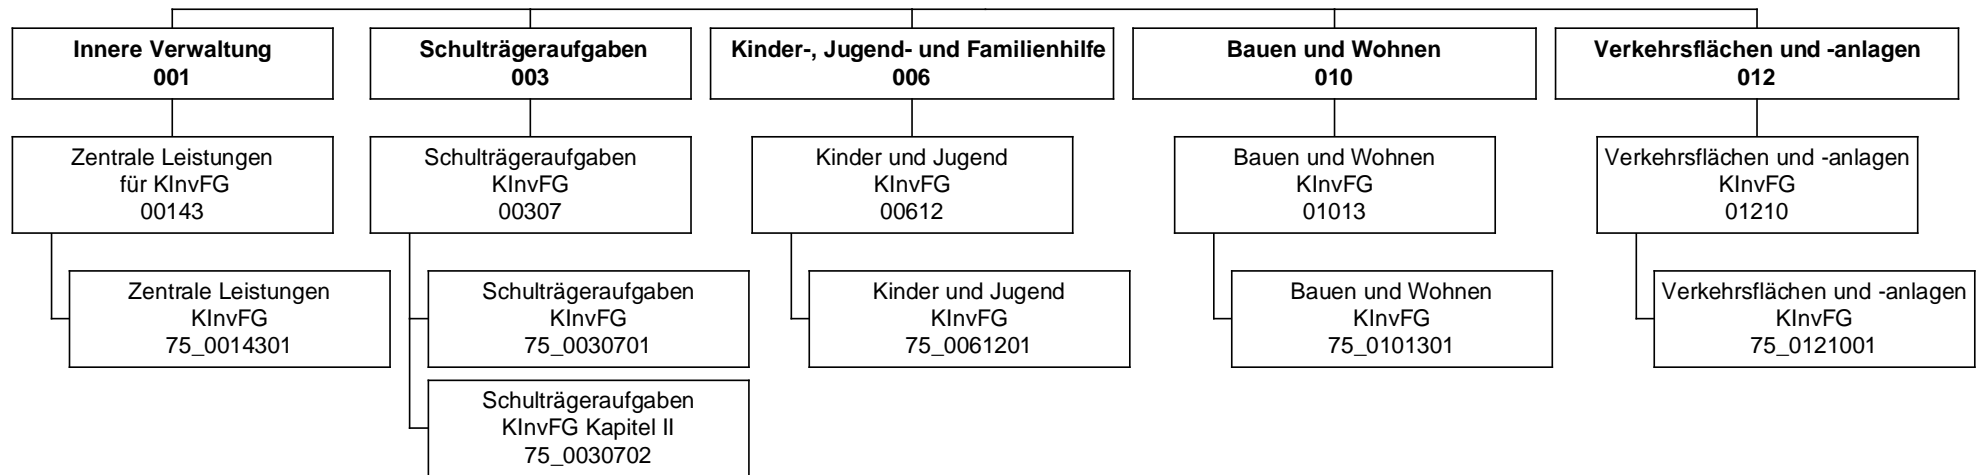 Innere Verwaltung
001
Schulträgeraufgaben
003
Kinder-, Jugend- und Familienhilfe
006
Bauen und Wohnen
010
Verkehrsflächen und -anlagen
012
Zentrale Leistungen
für KInvFG
00143
Schulträgeraufgaben
KInvFG
00307
Kinder und Jugend
KInvFG
00612
Bauen und Wohnen
KInvFG
01013
Verkehrsflächen und -anlagen
KInvFG
01210
Zentrale Leistungen
KInvFG
75_0014301
Schulträgeraufgaben
KInvFG
75_0030701
Kinder und Jugend
KInvFG
75_0061201
Bauen und Wohnen
KInvFG
75_0101301
Verkehrsflächen und -anlagen
KInvFG
75_0121001
Schulträgeraufgaben
KInvFG Kapitel II
75_0030702